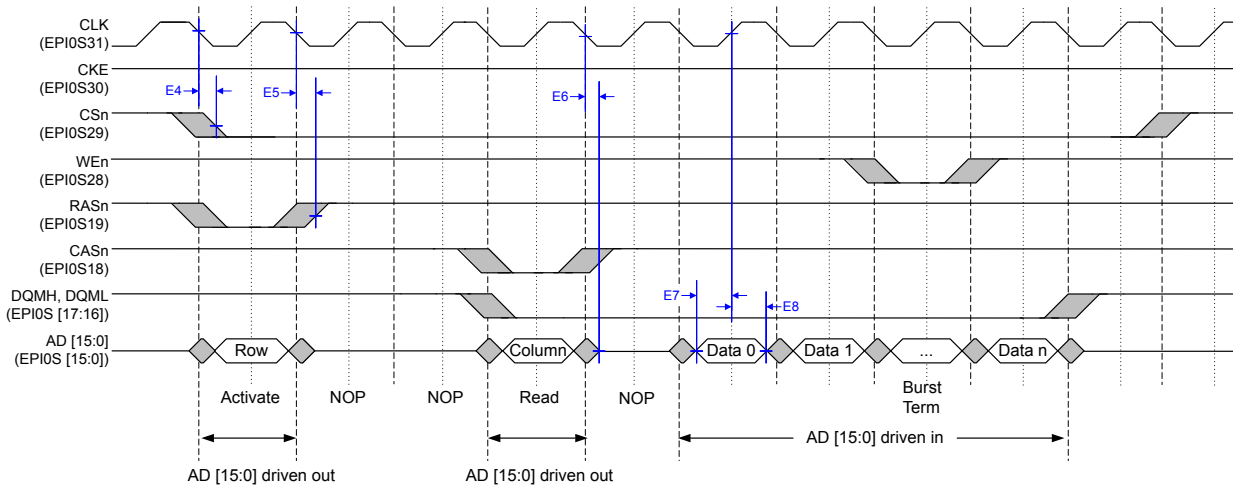 CLK
(EPI0S31)
CKE
(EPI0S30)
E4
E5
E6
CSn
(EPI0S29)
WEn
(EPI0S28)
RASn
(EPI0S19)
CASn
(EPI0S18)
DQMH, DQML
(EPI0S [17:16])
E7
E8
AD [15:0]
(EPI0S [15:0])
Row
Column
Data 0
Data 1
...
Data n
Activate
NOP
NOP
Read
NOP
Burst
Term
AD [15:0] driven in
AD [15:0] driven out
AD [15:0] driven out